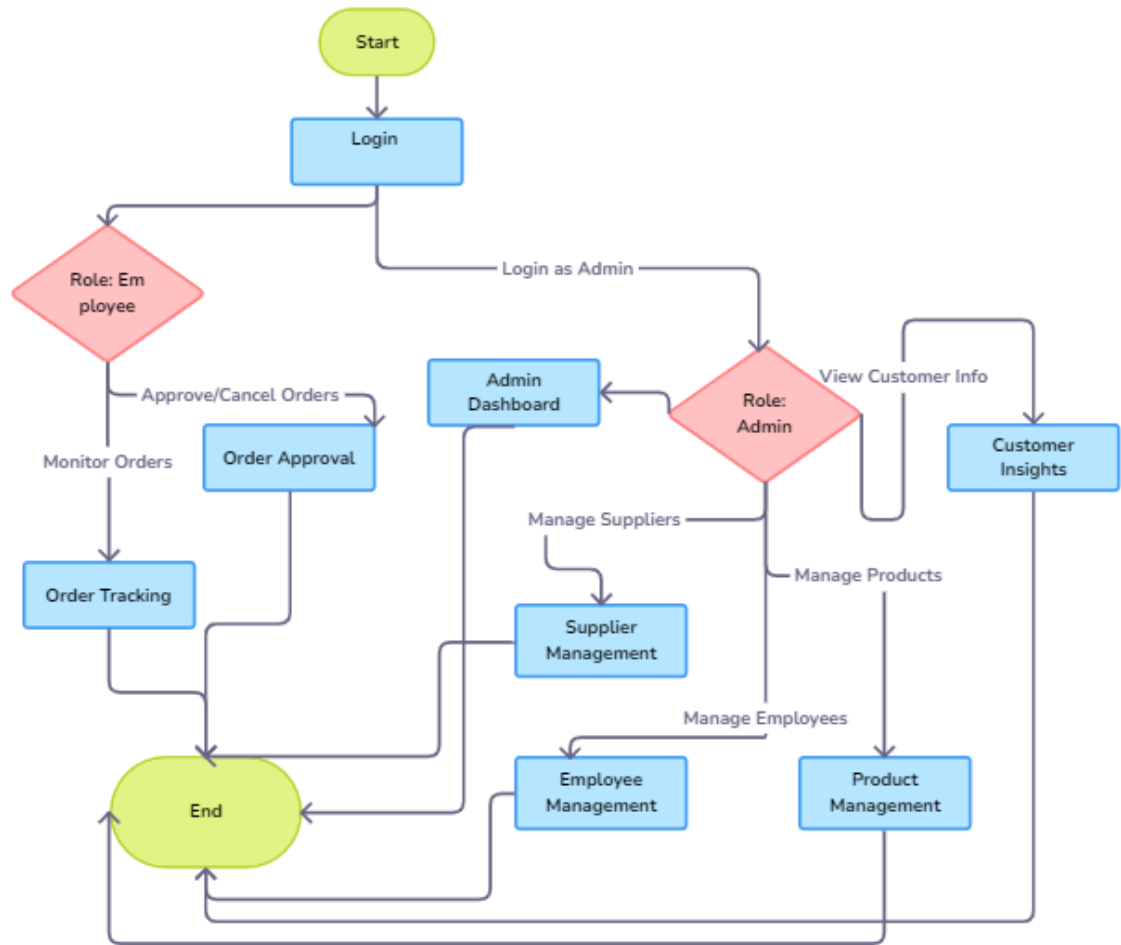 Start
Login
Login as Admin
Role: Em
ployee
View Customer Info
Admin
Dashboard
Approve/Cancel Orders
Role:
Admin
Customer
Insights
Monitor Orders
Order Approval
Manage Suppliers
Manage Products
Order Tracking
Supplier
Management
Manage Employees
End
Employee
Management
Product
Management